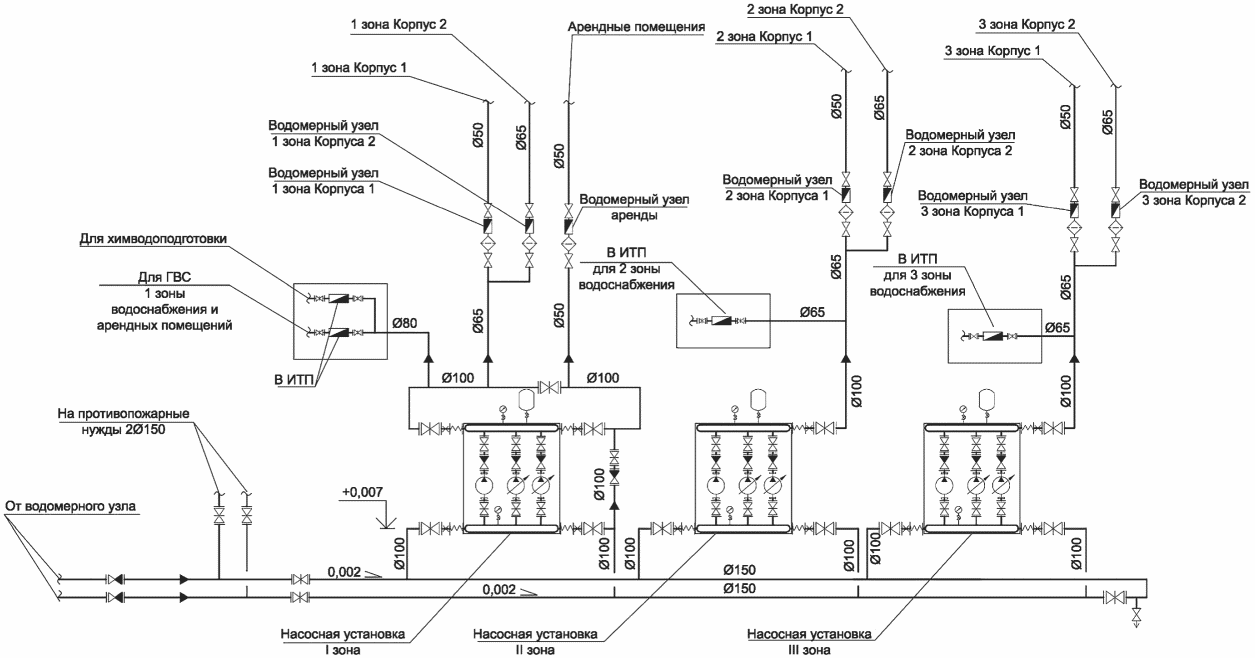 1 зона Корпус 2
1 зона Корпус 1
Арендные помещения
2 зона Корпус 2
2 зона Корпус 1
3 зона Корпус 2
3 зона Корпус 1
Ø50
Ø65
Ø50
Ø50
Ø65
Ø50
Ø65
Водомерный узел
1 зона Корпуса 2
Водомерный узел
1 зона Корпуса 1
Водомерный узел
аренды
Водомерный узел
2 зона Корпуса 2
Водомерный узел
2 зона Корпуса 1
Водомерный узел
3 зона Корпуса 1
Водомерный узел
3 зона Корпуса 2
Для химводоподготовки
Для ГВС
1 зоны
водоснабжения и
арендных помещений
В ИТП
Ø80
Ø65
Ø50
В ИТП
для 2 зоны
водоснабжения
Ø65
Ø65
В ИТП
для 3 зоны
водоснабжения
Ø65
Ø65
Ø100
Ø100
Ø100
Ø100
На противопожарные
нужды 2Ø150
От водомерного узла
+0,007
Ø100
Ø100
Ø100
Ø100
Ø100
Ø100
Ø100
0,002
Ø150
0,002
Ø150
Насосная установка
I зона
Насосная установка
II зона
Насосная установка
III зона